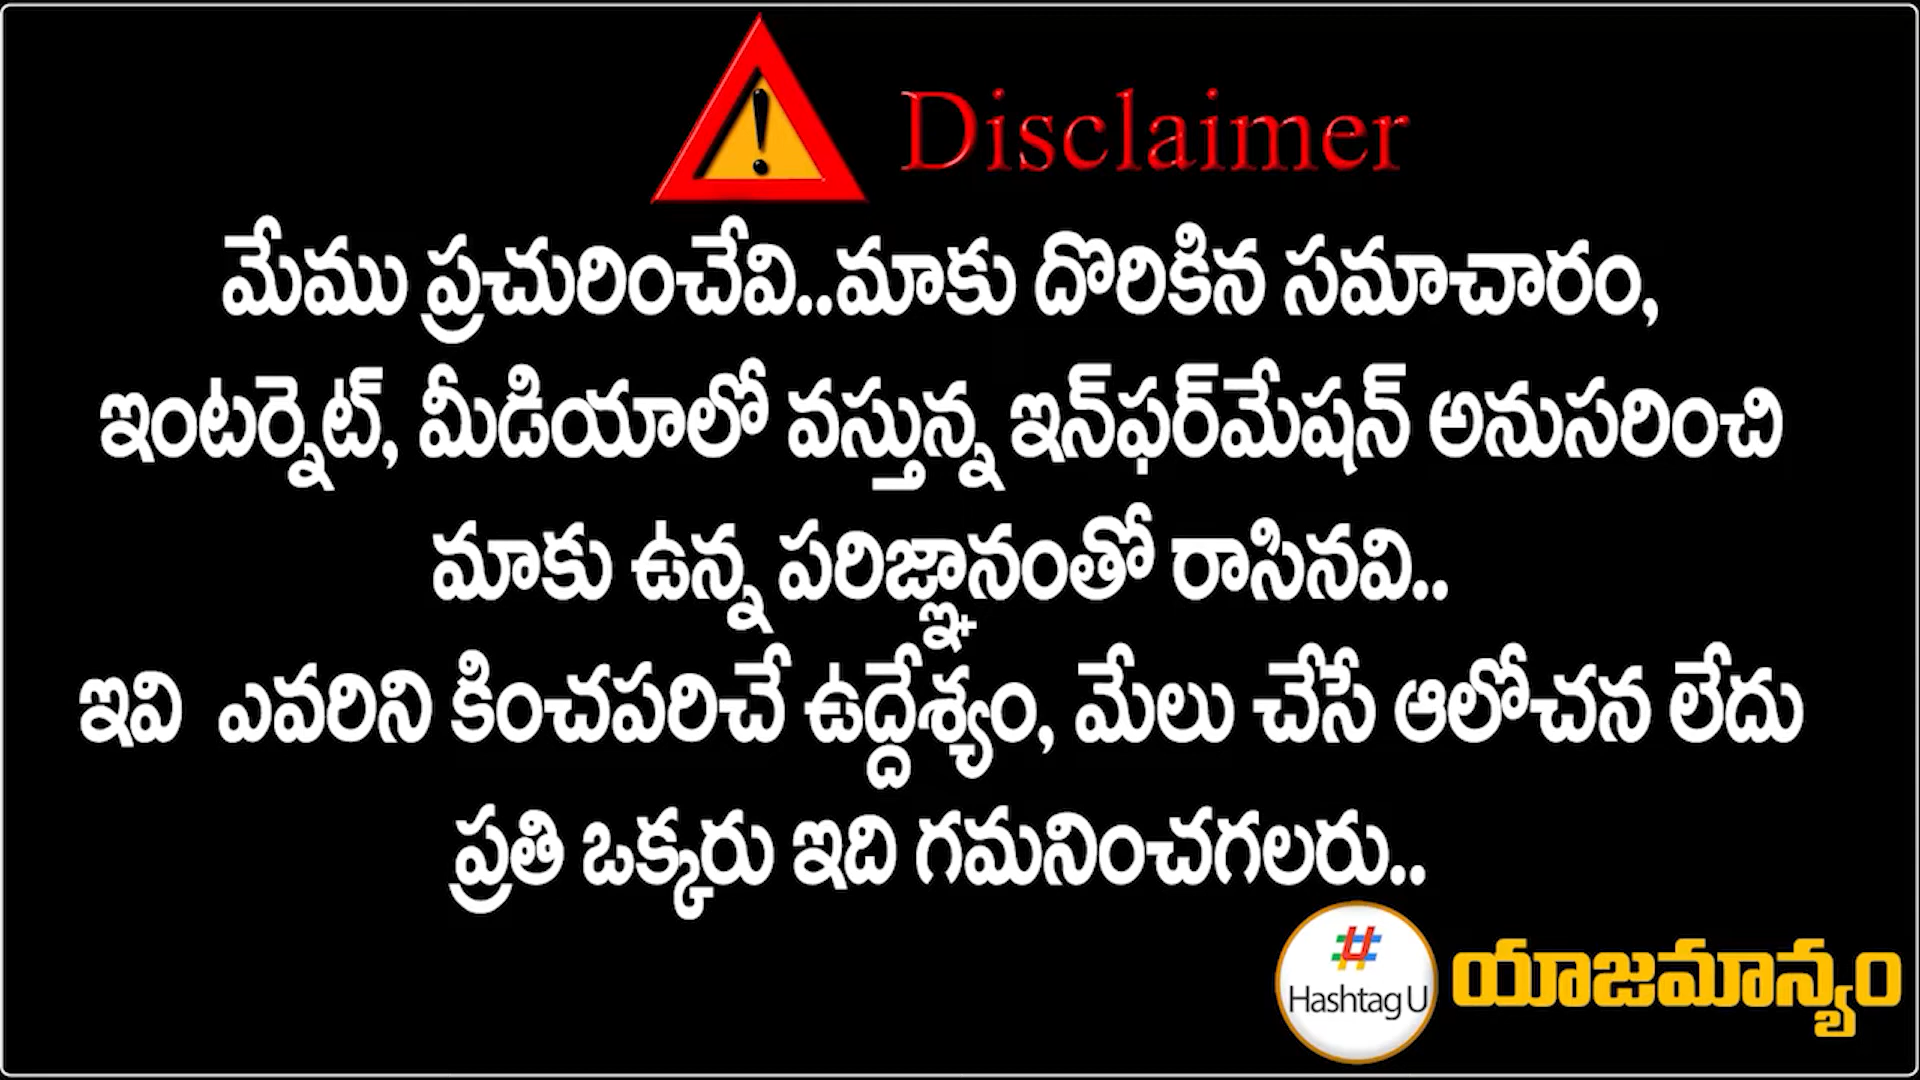 Disclaimer
మేము ప్రచురించేవి..మాకు దొరికిన సమాచారం,
ఇంటర్నెట్, మీడియాలో వస్తున్న ఇన్‌ఫర్‌మేషన్ అనుసరించి
మాకు ఉన్న పరిజ్ఞానంతో రాసినవి..
ఇవి ఎవరిని కించపరిచే ఉద్దేశ్యం, మేలు చేసే ఆలోచన లేదు
ప్రతి ఒక్కరు ఇది గమనించగలరు..
Hashtag U
యాజమాన్యం